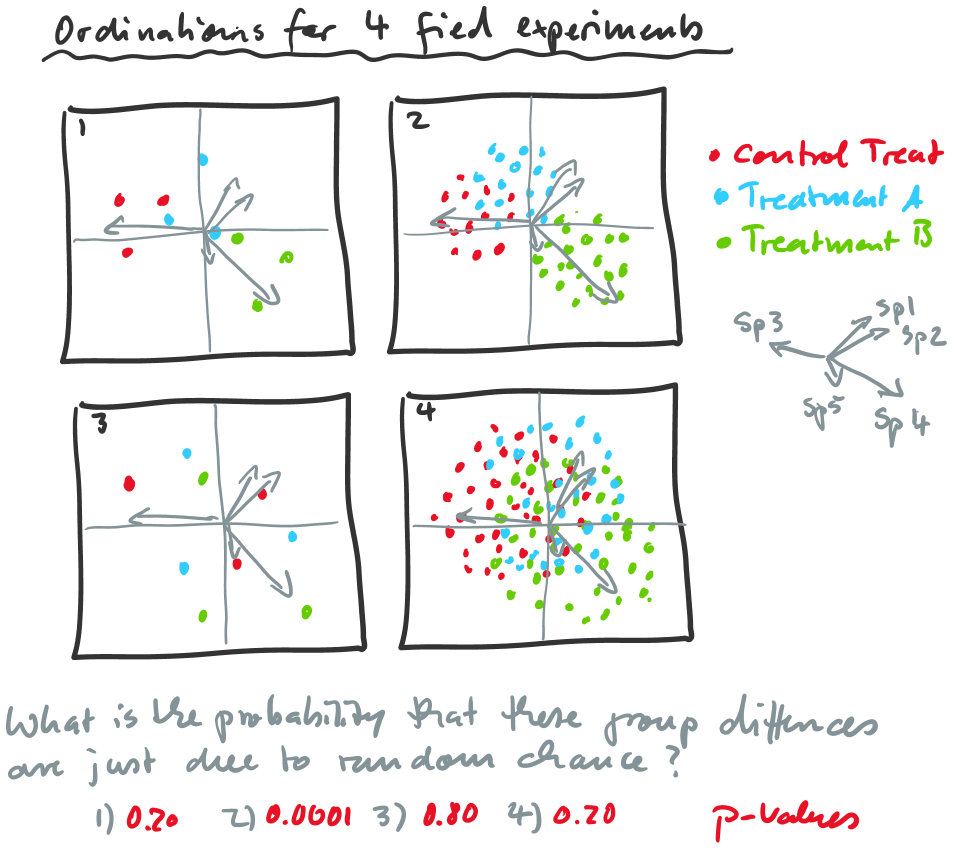 Ordinations for 4 fied experiments
1
2
Control Treat
Treatment A
Treatment B
sp1
sp2
Sp3
Sp5
Sp4
3
4
What is the probability that these group diffences
are just due to random chance?
1) 0.20 2) 0.0001 3) 0.80 4) 0.20 p-values